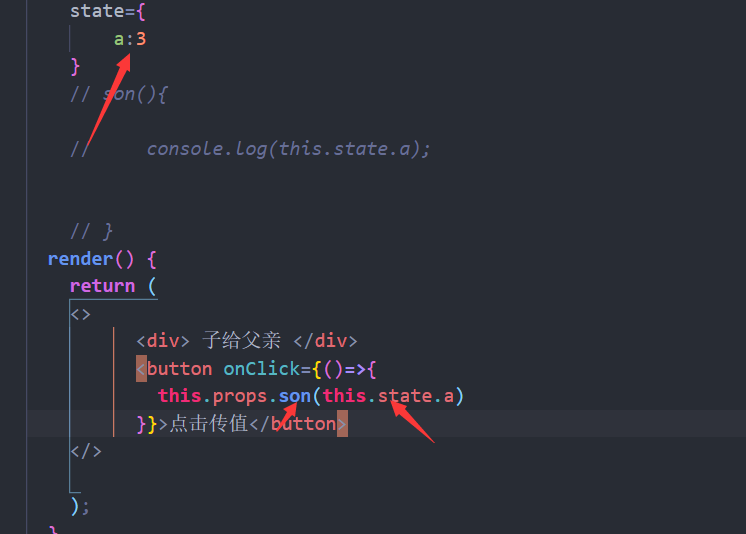 state={
a:3
}
// son(){
//     console.log(this.state.a);
// }
render() {
return (
<>
<div> 子给父亲 </div>
<button onClick={()=>{
this.props.son(this.state.a)
}}>点击传值</button>
</>
);
}